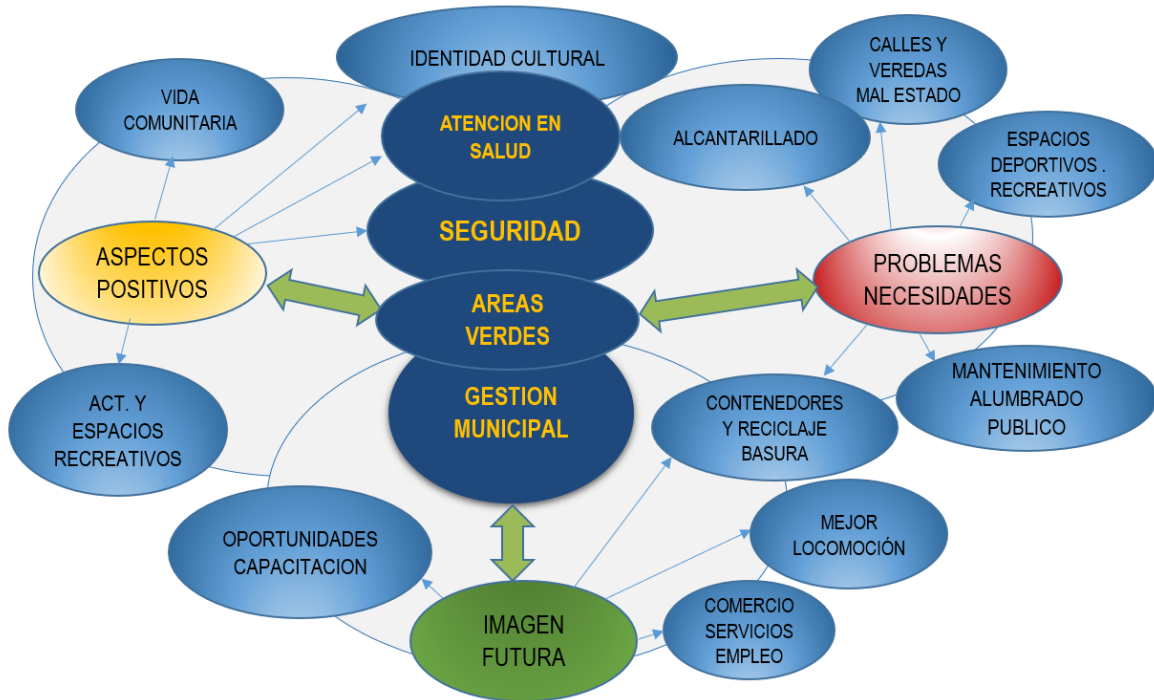 IDENTIDAD CULTURAL
CALLES Y
VEREDAS
MAL ESTADO
VIDA
COMUNITARIA
ATENCION EN
SALUD
ALCANTARILLADO
ESPACIOS
DEPORTIVOS .
RECREATIVOS
SEGURIDAD
ASPECTOS
POSITIVOS
PROBLEMAS
NECESIDADES
AREAS
VERDES
MANTENIMIENTO
ALUMBRADO
PUBLICO
ACT. Y
ESPACIOS
RECREATIVOS
GESTION
MUNICIPAL
CONTENEDORES
Y RECICLAJE
BASURA
OPORTUNIDADES
CAPACITACION
MEJOR
LOCOMOCIÓN
IMAGEN
FUTURA
COMERCIO
SERVICIOS
EMPLEO